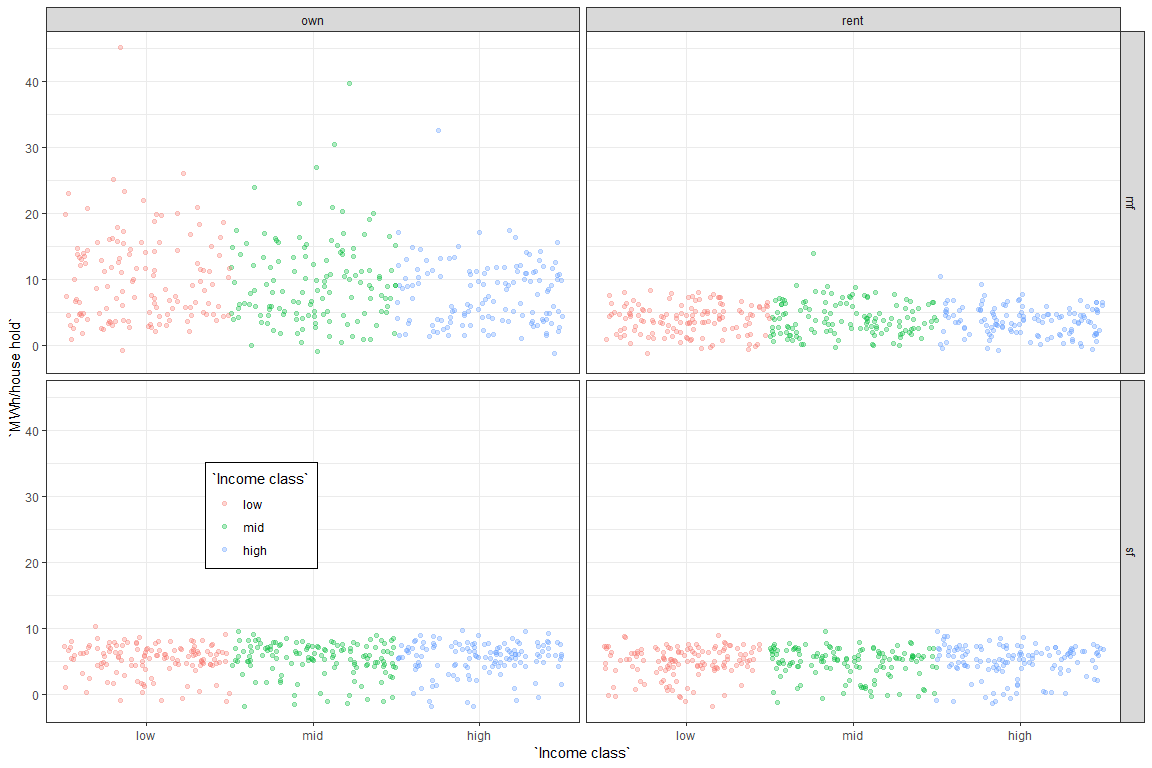 own
rent
40
30
20
10
0
mf
`MWh/house hold`
40
30
20
10
0
sf
`Income class`
low
mid
high
low
mid
high
low
mid
high
`Income class`